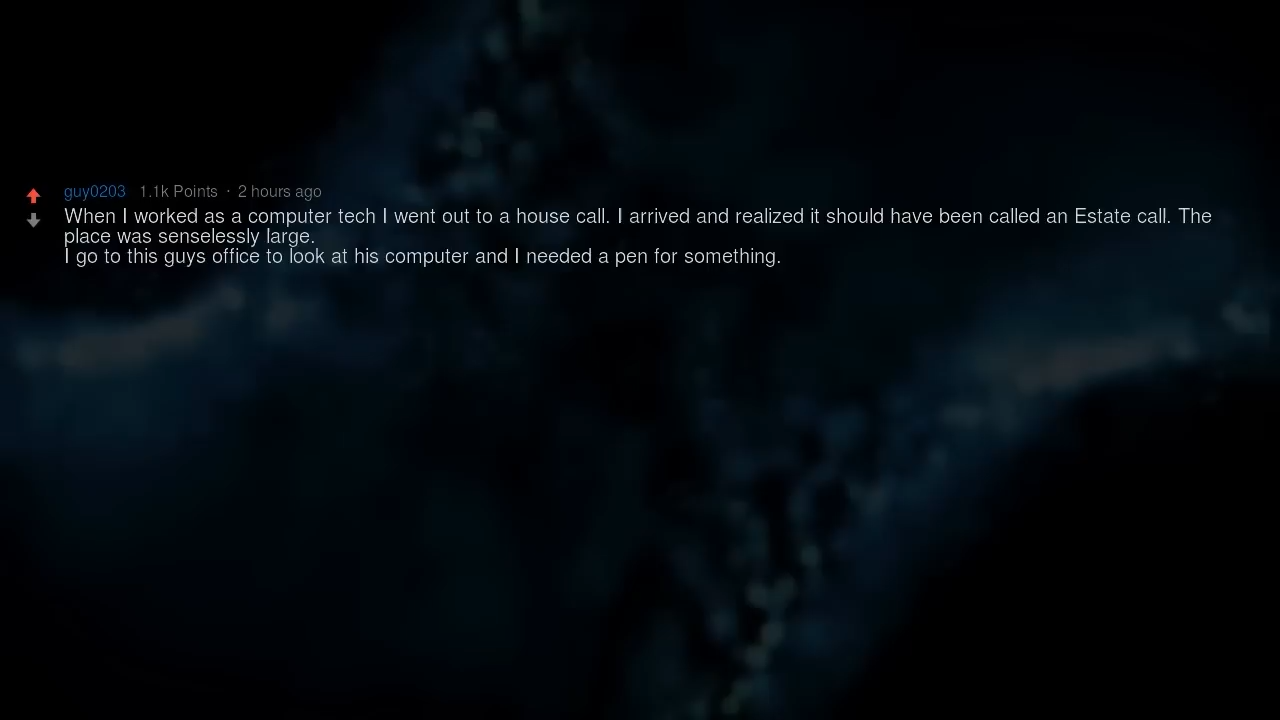 guy0203 1.1k Points · 2 hours ago
When I worked as a computer tech I went out to a house call. I arrived and realized it should have been called an Estate call. The
place was senselessly large.
I go to this guys office to look at his computer and I needed a pen for something.